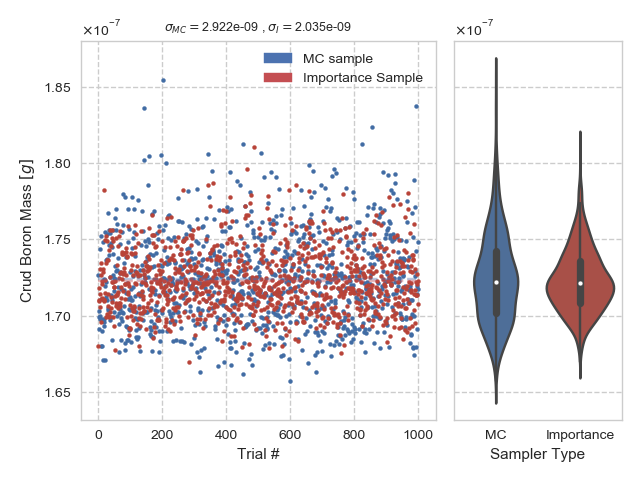 ×10⁻⁷ σ_MC = 2.922e-09 , σ_I = 2.035e-09 ×10⁻⁷
MC sample
Importance Sample
1.85
1.80
1.75
1.70
1.65
Crud Boron Mass [g]
0 200 400 600 800 1000
Trial #
MC Importance
Sampler Type